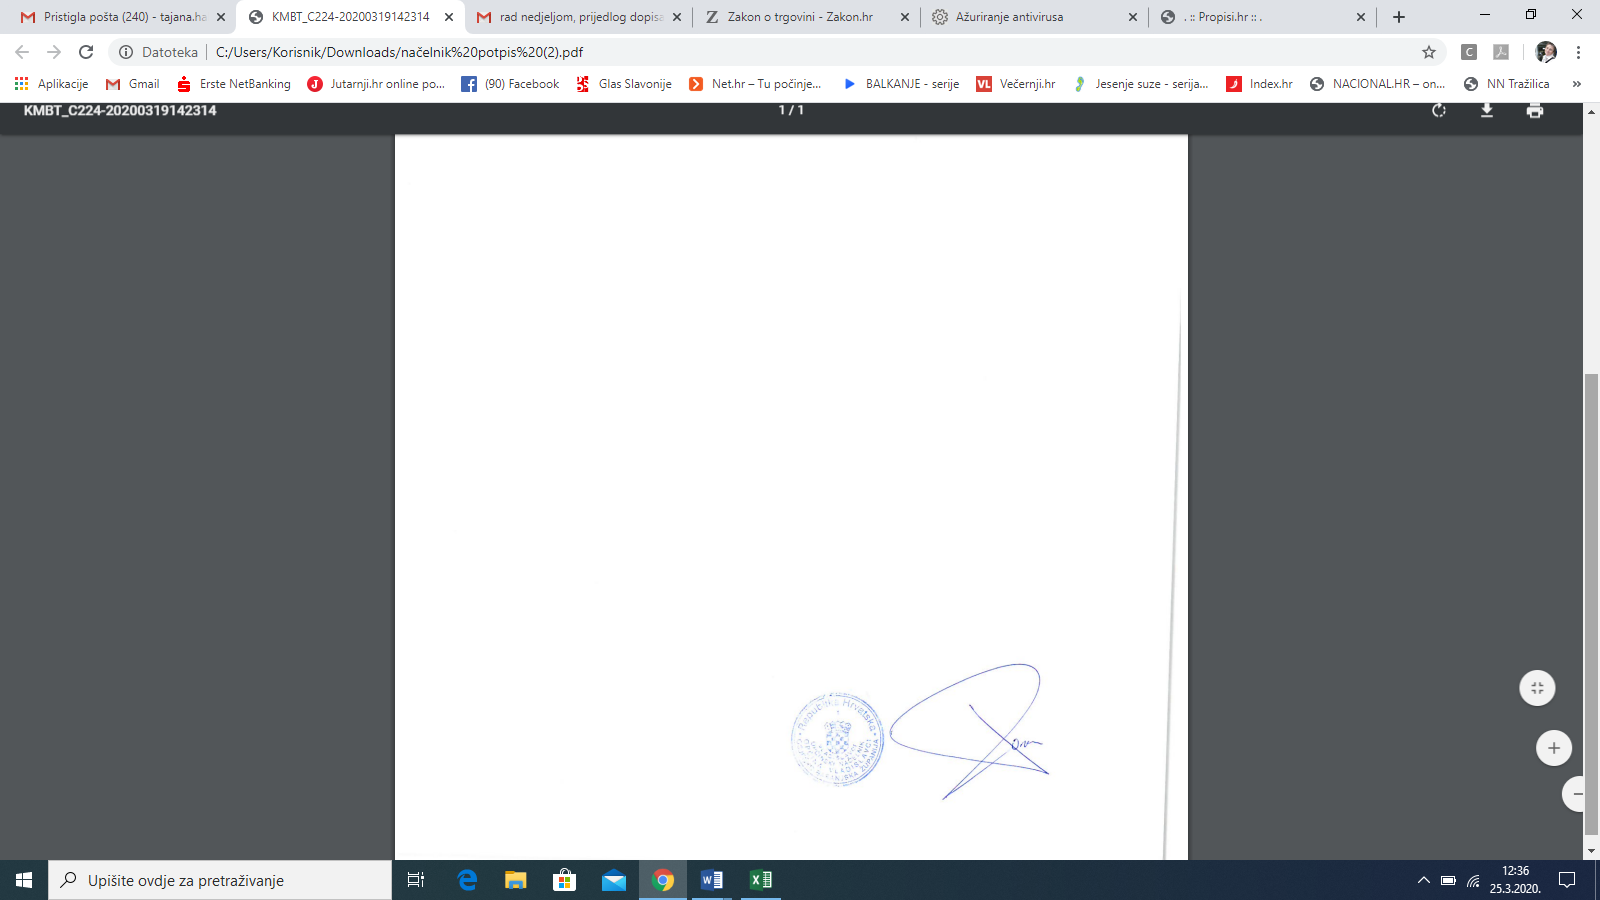 Pristigla pošta (240) - tajana.ha
KMBT_C224-20200319142314
rad nedjeljom, prijedlog dopisa
Zakon o trgovini - Zakon.hr
Ažuriranje antivirusa
. :: Propisi.hr :: .
Datoteka
C:/Users/Korisnik/Downloads/načelnik%20potpis%20(2).pdf
Aplikacije
Gmail
Erste NetBanking
Jutarnji.hr online po...
(90) Facebook
Glas Slavonije
Net.hr – Tu počinje...
BALKANJE - serije
Večernji.hr
Jesenje suze - serija...
Index.hr
NACIONAL.HR – on...
NN Tražilica
»
KMBT_C224-20200319142314
1 / 1
Republika Hrvatska
VLADISLAVCI
ŽUPANIJA
Upišite ovdje za pretraživanje
12:36
25.3.2020.